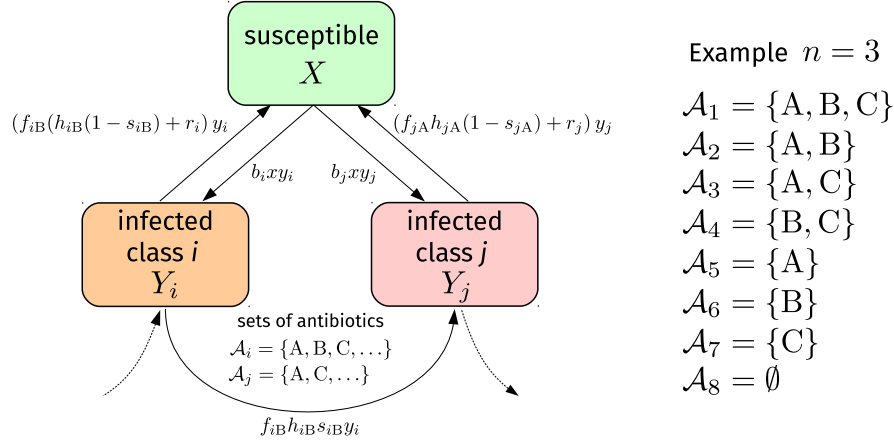 susceptible
X
(f_{iB}(h_{iB}(1 − s_{iB}) + r_i) y_i
(f_{jA}h_{jA}(1 − s_{jA}) + r_j) y_j
b_i x y_i
b_j x y_j
infected
class i
Y_i
infected
class j
Y_j
sets of antibiotics
𝒜_i = {A, B, C, …}
𝒜_j = {A, C, …}
f_{iB}h_{iB}s_{iB}y_i
Example n = 3
𝒜_1 = {A, B, C}
𝒜_2 = {A, B}
𝒜_3 = {A, C}
𝒜_4 = {B, C}
𝒜_5 = {A}
𝒜_6 = {B}
𝒜_7 = {C}
𝒜_8 = ∅